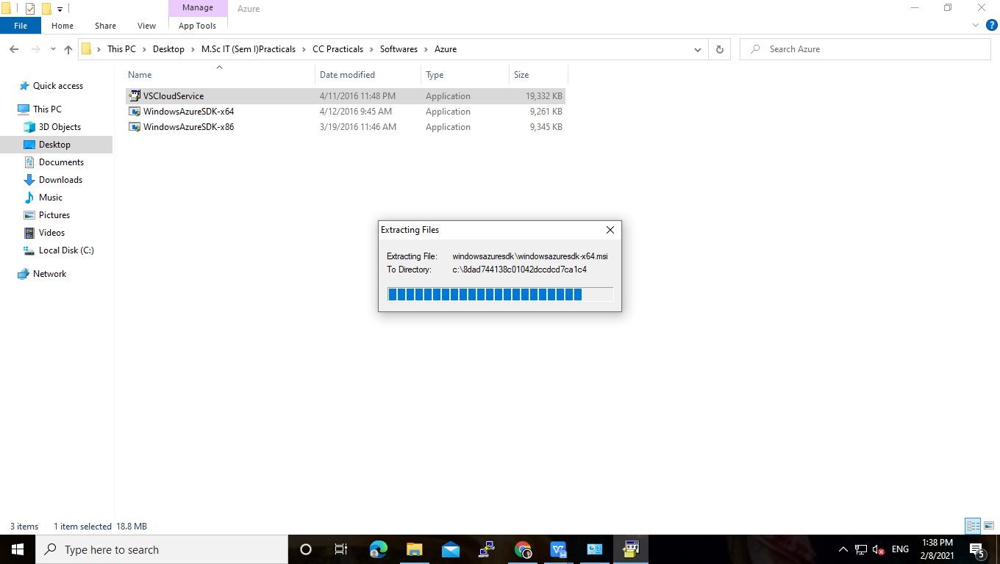 Manage
Azure
File
Home
Share
View
App Tools
This PC
Desktop
M.Sc IT (Sem I)Practicals
CC Practicals
Softwares
Azure
Search Azure
Name
Date modified
Type
Size
Quick access
This PC
3D Objects
Desktop
Documents
Downloads
Music
Pictures
Videos
Local Disk (C:)
Network
VSCloudService 4/11/2016 11:48 PM Application 19,332 KB
WindowsAzureSDK-x64 4/12/2016 9:45 AM Application 9,261 KB
WindowsAzureSDK-x86 3/19/2016 11:46 AM Application 9,345 KB
Extracting Files
Extracting File: windowsazuresdk\windowsazuresdk-x64.msi
To Directory: c:\8dad744138c01042dccdcd7ca1c4
3 items 1 item selected 18.8 MB
Type here to search
ENG
1:38 PM
2/8/2021
5